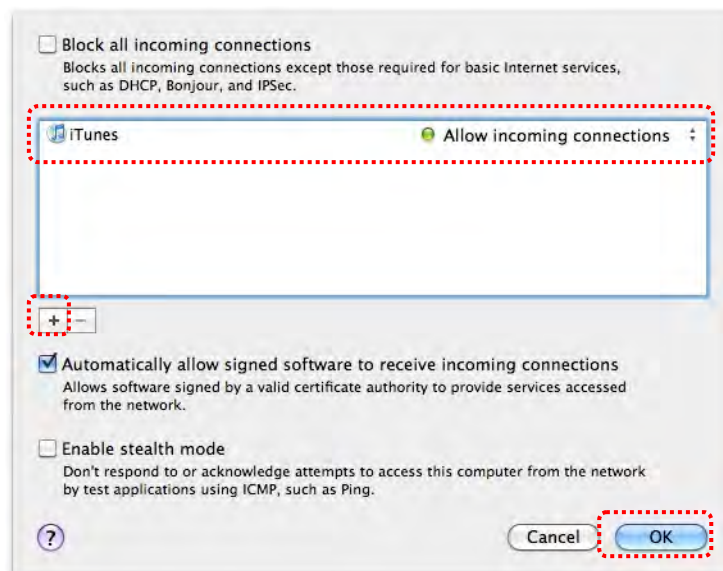 Block all incoming connections
Blocks all incoming connections except those required for basic Internet services,
such as DHCP, Bonjour, and IPSec.
iTunes Allow incoming connections
+ −
Automatically allow signed software to receive incoming connections
Allows software signed by a valid certificate authority to provide services accessed
from the network.
Enable stealth mode
Don't respond to or acknowledge attempts to access this computer from the network
by test applications using ICMP, such as Ping.
? Cancel OK